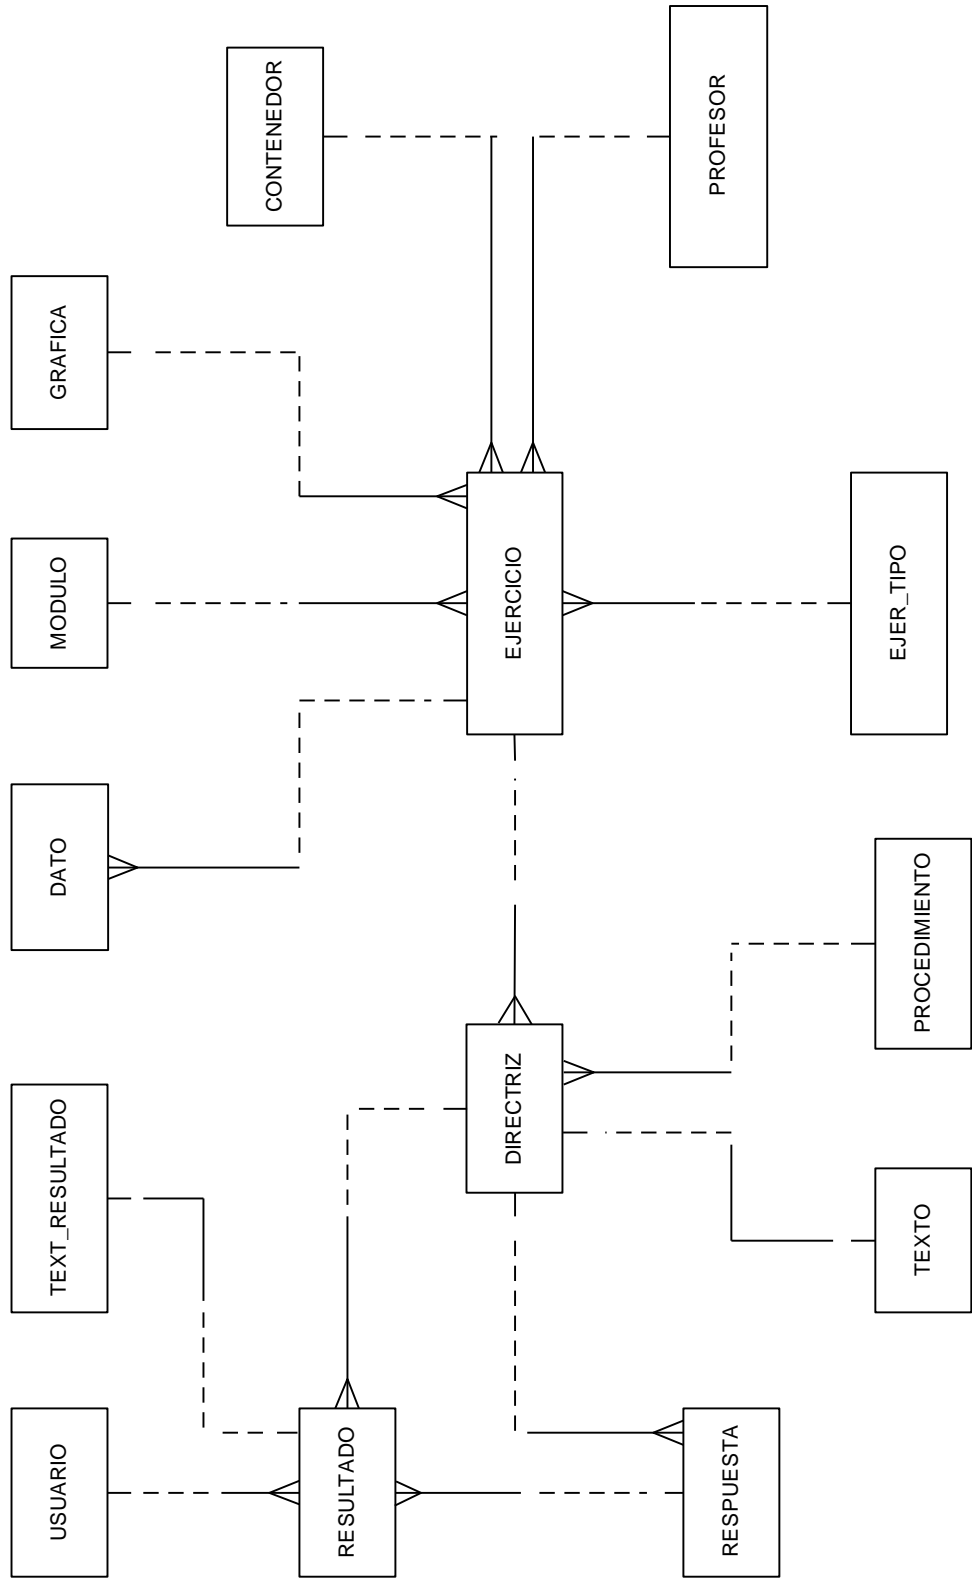 USUARIO
TEXT_RESULTADO
DATO
MODULO
GRAFICA
CONTENEDOR
RESULTADO
DIRECTRIZ
EJERCICIO
PROFESOR
RESPUESTA
TEXTO
PROCEDIMIENTO
EJER_TIPO